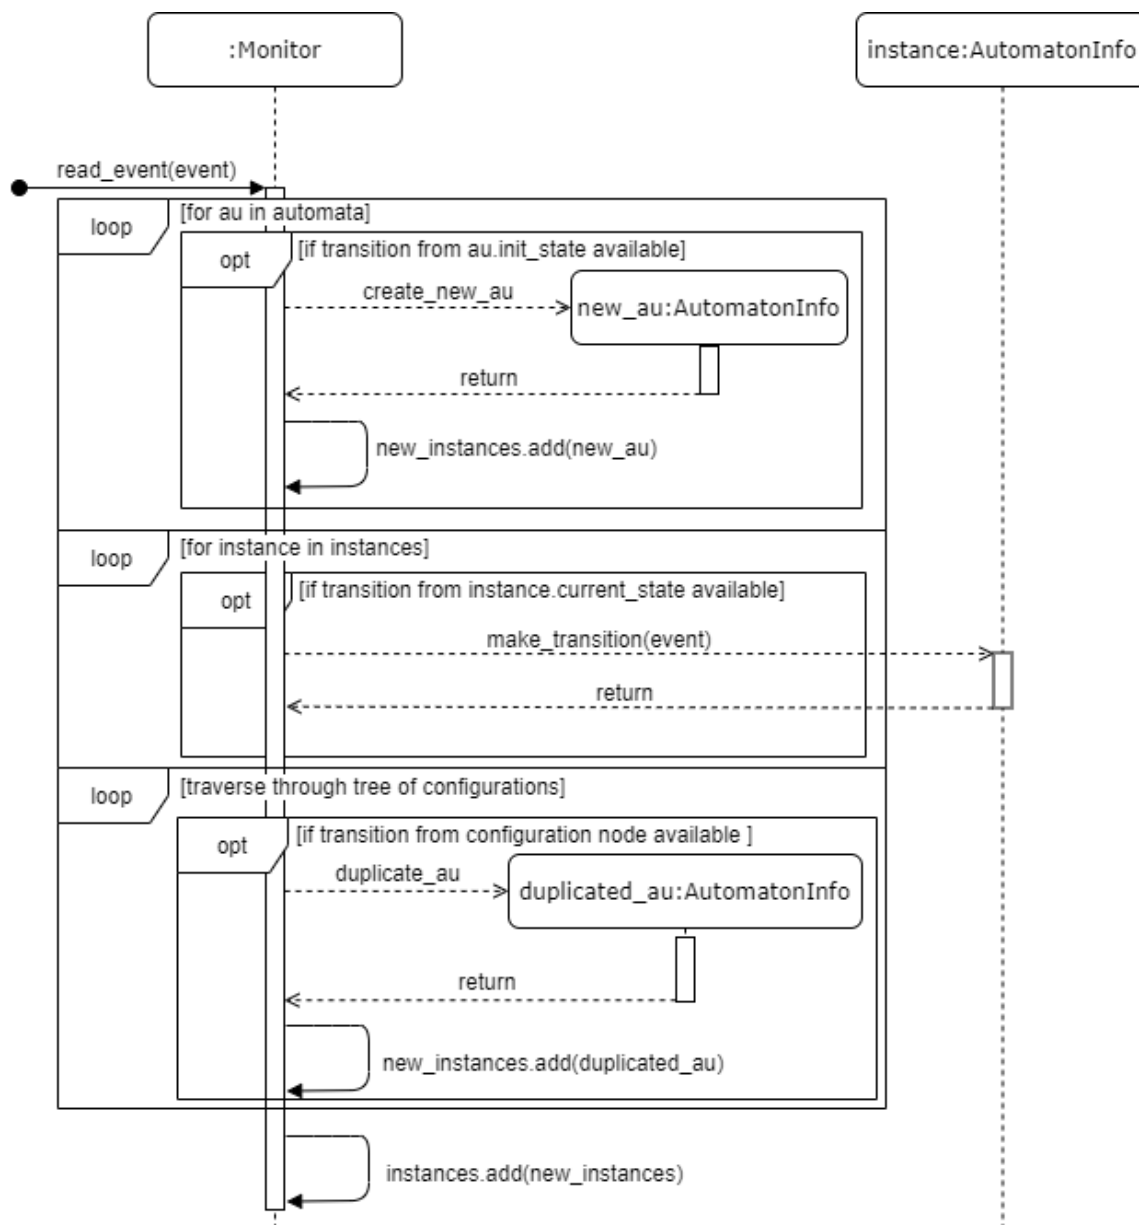 :Monitor
instance:AutomatonInfo
read_event(event)
loop
[for au in automata]
opt
[if transition from au.init_state available]
create_new_au
new_au:AutomatonInfo
return
new_instances.add(new_au)
loop
[for instance in instances]
opt
[if transition from instance.current_state available]
make_transition(event)
return
loop
[traverse through tree of configurations]
opt
[if transition from configuration node available ]
duplicate_au
duplicated_au:AutomatonInfo
return
new_instances.add(duplicated_au)
instances.add(new_instances)